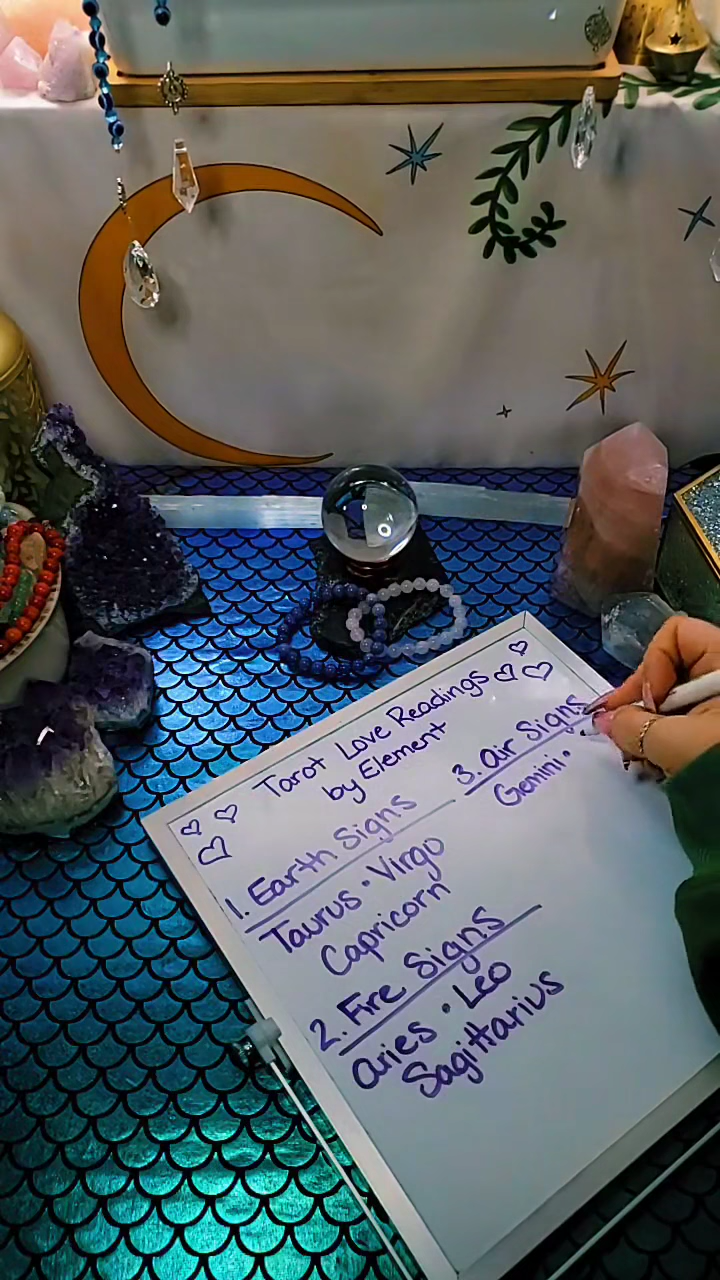 Tarot Love Readings
by Element
1. Earth Signs
Taurus • Virgo
Capricorn
2. Fire Signs
Aries • Leo
Sagittarius
3. Air Signs
Gemini •